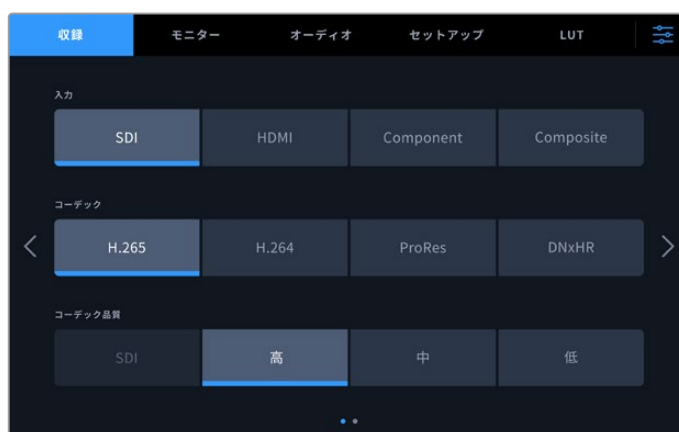 収録 モニター オーディオ セットアップ LUT
入力
SDI HDMI Component Composite
コーデック
H.265 H.264 ProRes DNxHR
コーデック品質
SDI 高 中 低